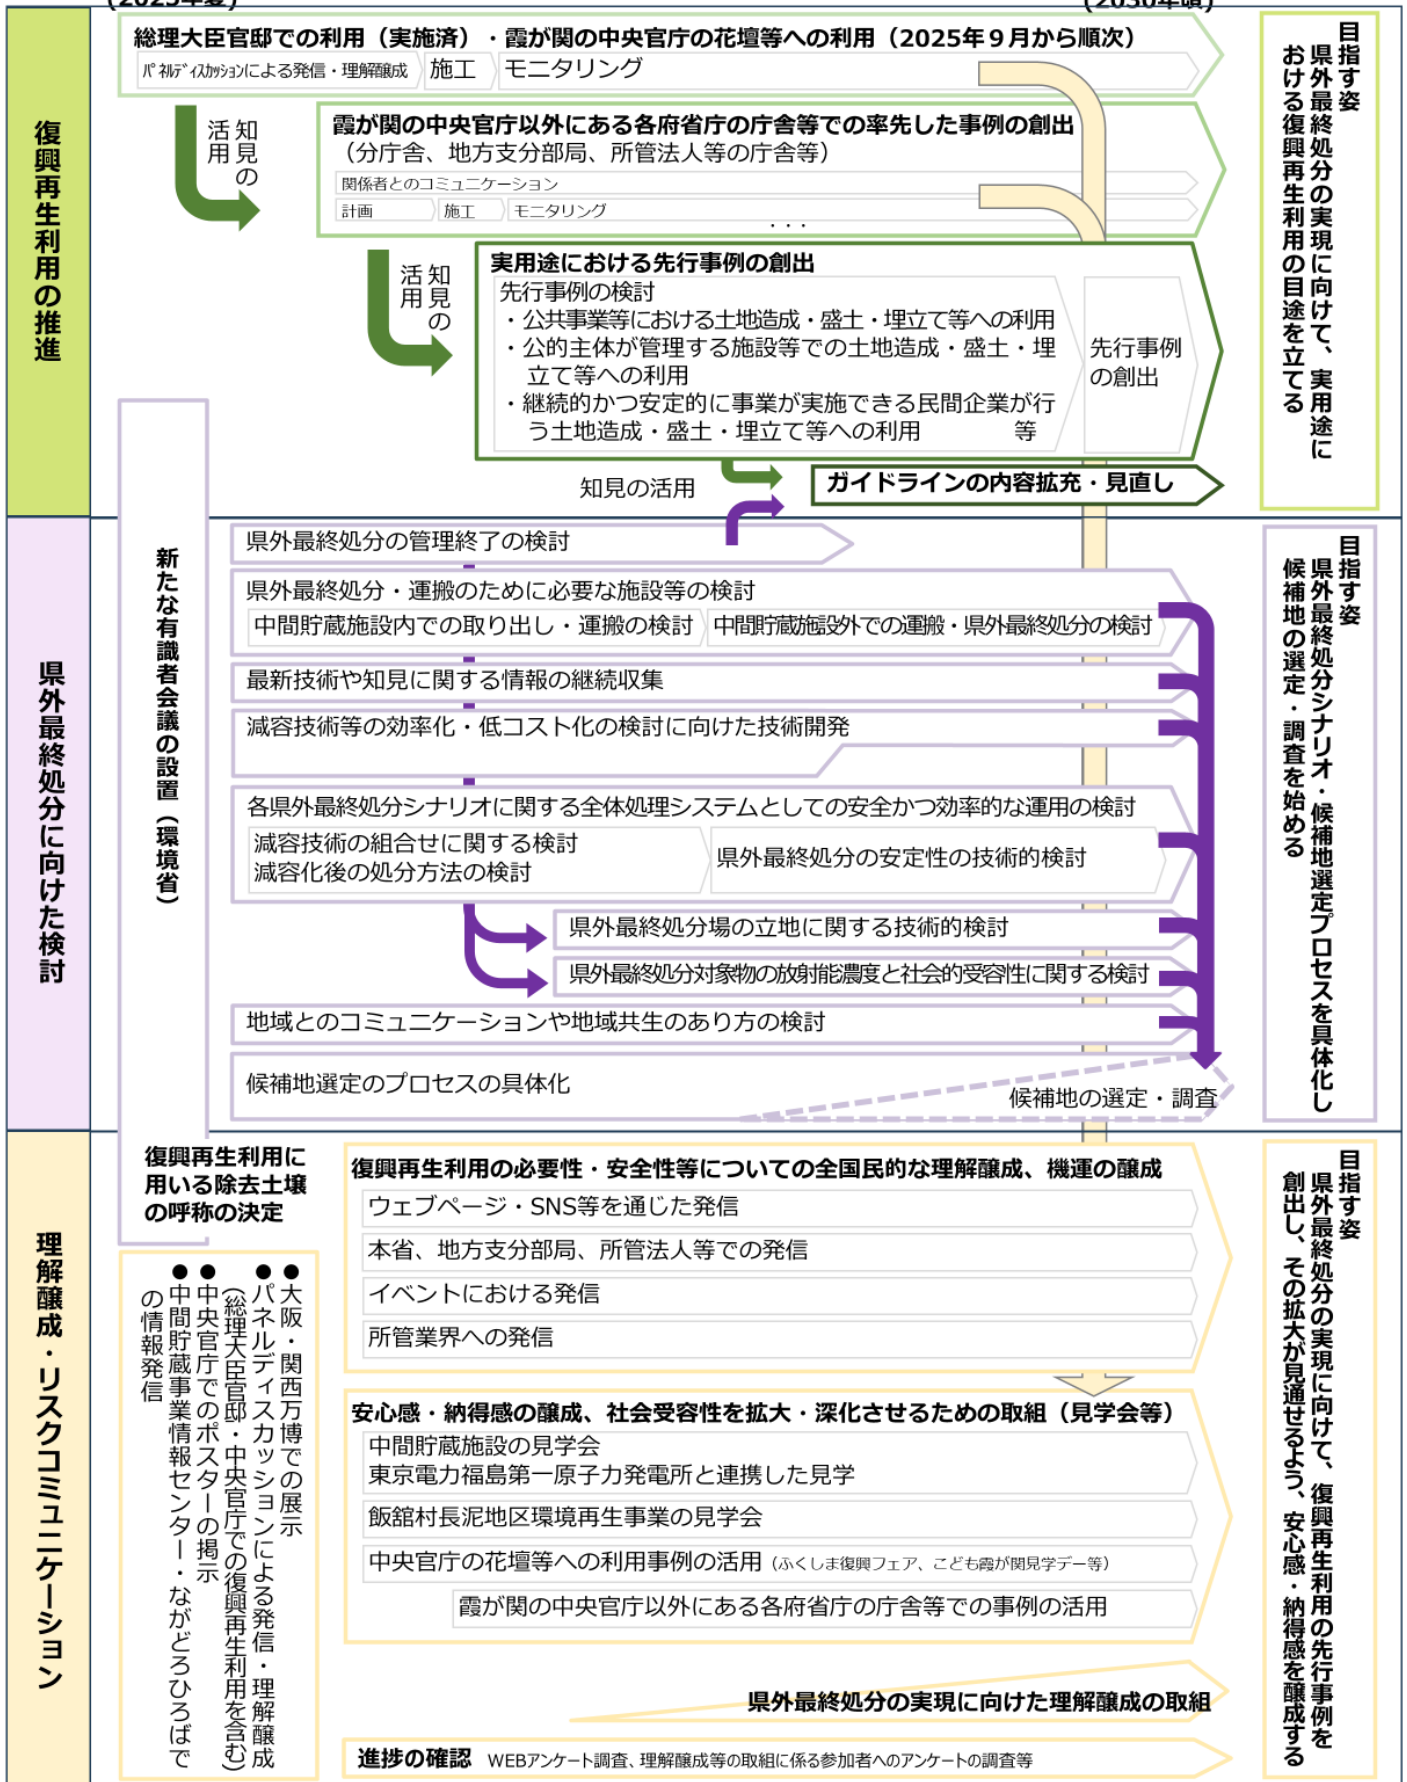 (2025年夏)
(2030年頃)
復興再生利用の推進
総理大臣官邸での利用（実施済）・霞が関の中央官庁の花壇等への利用（2025年９月から順次）
パネルディスカッションによる発信・理解醸成
施工
モニタリング
知見の
活用
霞が関の中央官庁以外にある各府省庁の庁舎等での率先した事例の創出
（分庁舎、地方支分部局、所管法人等の庁舎等）
関係者とのコミュニケーション
計画
施工
モニタリング
・・・
知見の
活用
実用途における先行事例の創出
先行事例の検討
・公共事業等における土地造成・盛土・埋立て等への利用
・公的主体が管理する施設等での土地造成・盛土・埋
立て等への利用
・継続的かつ安定的に事業が実施できる民間企業が行
う土地造成・盛土・埋立て等への利用　等
先行事例
の創出
知見の活用
ガイドラインの内容拡充・見直し
目指す姿
県外最終処分の実現に向けて、実用途に
おける復興再生利用の目途を立てる
県外最終処分に向けた検討
新たな有識者会議の設置（環境省）
県外最終処分の管理終了の検討
県外最終処分・運搬のために必要な施設等の検討
中間貯蔵施設内での取り出し・運搬の検討
中間貯蔵施設外での運搬・県外最終処分の検討
最新技術や知見に関する情報の継続収集
減容技術等の効率化・低コスト化の検討に向けた技術開発
各県外最終処分シナリオに関する全体処理システムとしての安全かつ効率的な運用の検討
減容技術の組合せに関する検討
減容化後の処分方法の検討
県外最終処分の安定性の技術的検討
県外最終処分場の立地に関する技術的検討
県外最終処分対象物の放射能濃度と社会的受容性に関する検討
地域とのコミュニケーションや地域共生のあり方の検討
候補地選定のプロセスの具体化
候補地の選定・調査
目指す姿
県外最終処分シナリオ・候補地選定プロセスを具体化し
候補地の選定・調査を始める
理解醸成・リスクコミュニケーション
復興再生利用に
用いる除去土壌
の呼称の決定
●大阪・関西万博での展示
●パネルディスカッションによる発信・理解醸成
(総理大臣官邸・中央官庁での復興再生利用を含む)
●中央官庁でのポスターの掲示
●中間貯蔵事業情報センター・ながどろひろばで
の情報発信
復興再生利用の必要性・安全性等についての全国民的な理解醸成、機運の醸成
ウェブページ・SNS等を通じた発信
本省、地方支分部局、所管法人等での発信
イベントにおける発信
所管業界への発信
安心感・納得感の醸成、社会受容性を拡大・深化させるための取組（見学会等）
中間貯蔵施設の見学会
東京電力福島第一原子力発電所と連携した見学
飯舘村長泥地区環境再生事業の見学会
中央官庁の花壇等への利用事例の活用（ふくしま復興フェア、こども霞が関見学デー等）
霞が関の中央官庁以外にある各府省庁の庁舎等での事例の活用
県外最終処分の実現に向けた理解醸成の取組
進捗の確認　WEBアンケート調査、理解醸成等の取組に係る参加者へのアンケートの調査等
目指す姿
県外最終処分の実現に向けて、復興再生利用の先行事例を
創出し、その拡大が見通せるよう、安心感・納得感を醸成する